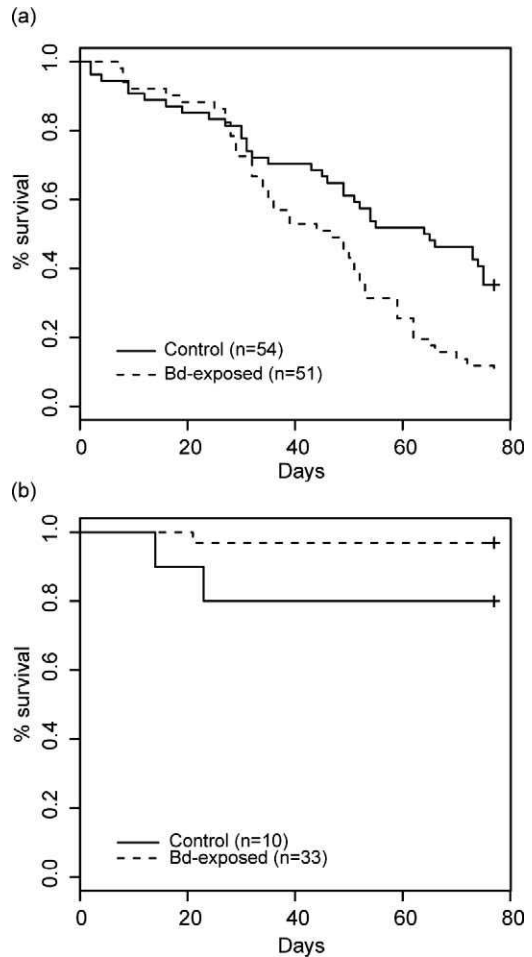 (a)
% survival
1.0
0.8
0.6
0.4
0.2
0.0
Control (n=54)
Bd-exposed (n=51)
0 20 40 60 80
Days
(b)
% survival
1.0
0.8
0.6
0.4
0.2
0.0
Control (n=10)
Bd-exposed (n=33)
0 20 40 60 80
Days